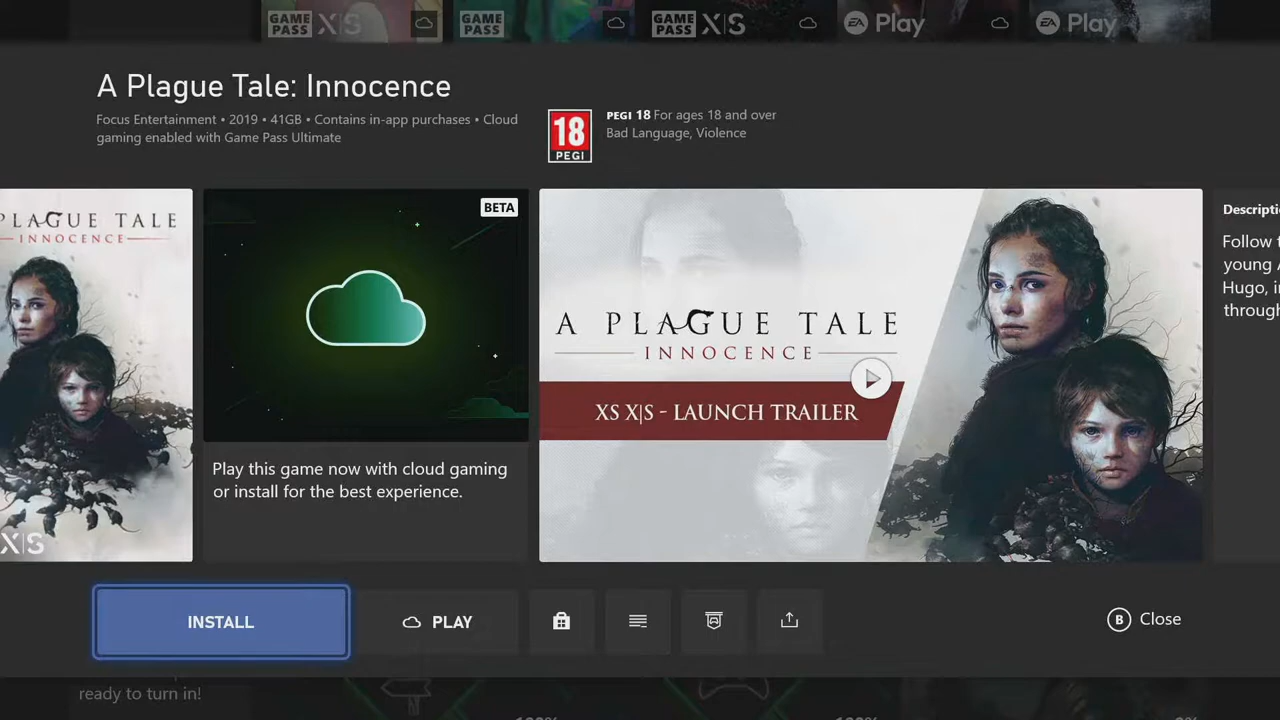 GAME PASS X|S
GAME PASS
GAME PASS X|S
EA Play
EA Play
A Plague Tale: Innocence
Focus Entertainment • 2019 • 41GB • Contains in-app purchases • Cloud
gaming enabled with Game Pass Ultimate
18
PEGI
PEGI 18 For ages 18 and over
Bad Language, Violence
PLAGUE TALE
INNOCENCE
X|S
BETA
Play this game now with cloud gaming
or install for the best experience.
A PLAGUE TALE
INNOCENCE
XS X|S - LAUNCH TRAILER
Descripti
Follow t
young A
Hugo, i
through
INSTALL
PLAY
B Close
ready to turn in!